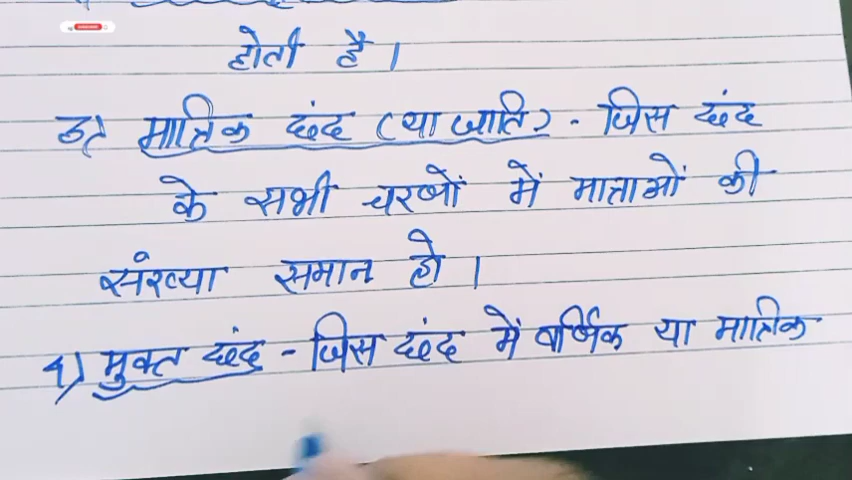 होती है।
3) मात्रिक छंद (या जाति) - जिस छंद
के सभी चरणों में मात्राओं की
संख्या समान हो।
4) मुक्त छंद - जिस छंद में वर्णिक या मात्रिक